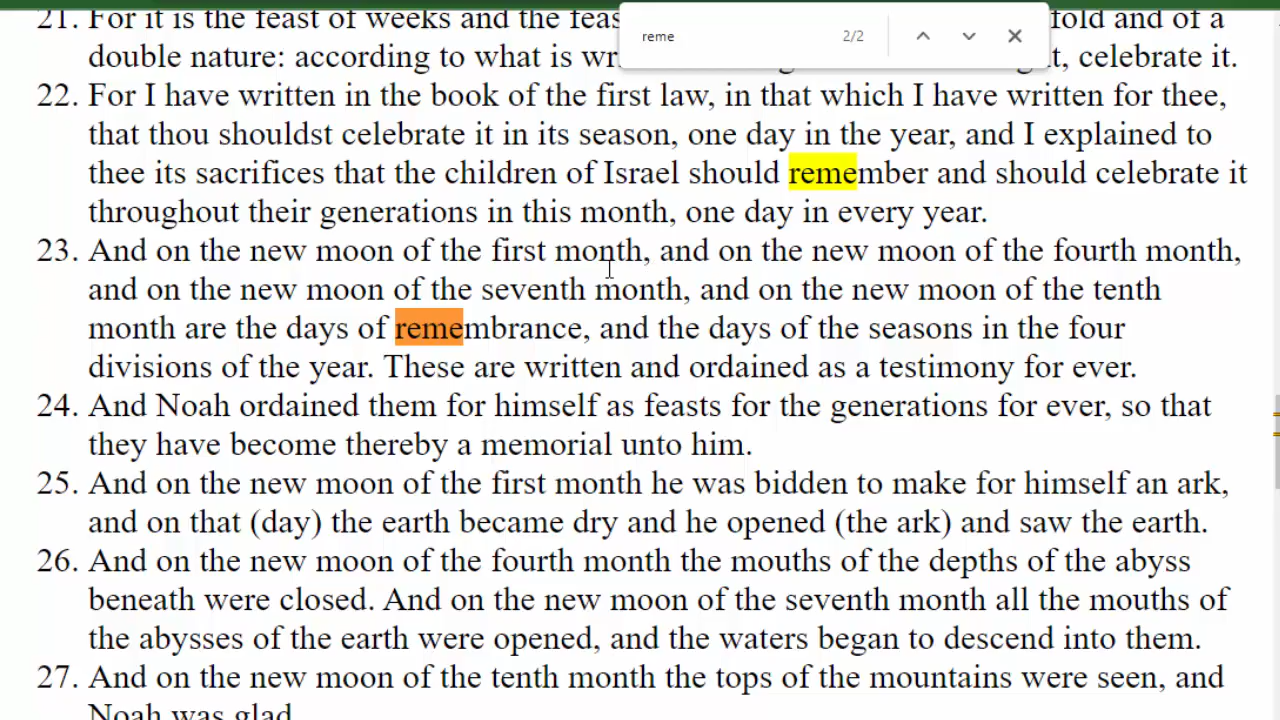 reme 2/2
21. For it is the feast of weeks and the feas fold and of a
double nature: according to what is wr t, celebrate it.
22. For I have written in the book of the first law, in that which I have written for thee,
that thou shouldst celebrate it in its season, one day in the year, and I explained to
thee its sacrifices that the children of Israel should remember and should celebrate it
throughout their generations in this month, one day in every year.
23. And on the new moon of the first month, and on the new moon of the fourth month,
and on the new moon of the seventh month, and on the new moon of the tenth
month are the days of remembrance, and the days of the seasons in the four
divisions of the year. These are written and ordained as a testimony for ever.
24. And Noah ordained them for himself as feasts for the generations for ever, so that
they have become thereby a memorial unto him.
25. And on the new moon of the first month he was bidden to make for himself an ark,
and on that (day) the earth became dry and he opened (the ark) and saw the earth.
26. And on the new moon of the fourth month the mouths of the depths of the abyss
beneath were closed. And on the new moon of the seventh month all the mouths of
the abysses of the earth were opened, and the waters began to descend into them.
27. And on the new moon of the tenth month the tops of the mountains were seen, and
Noah was glad